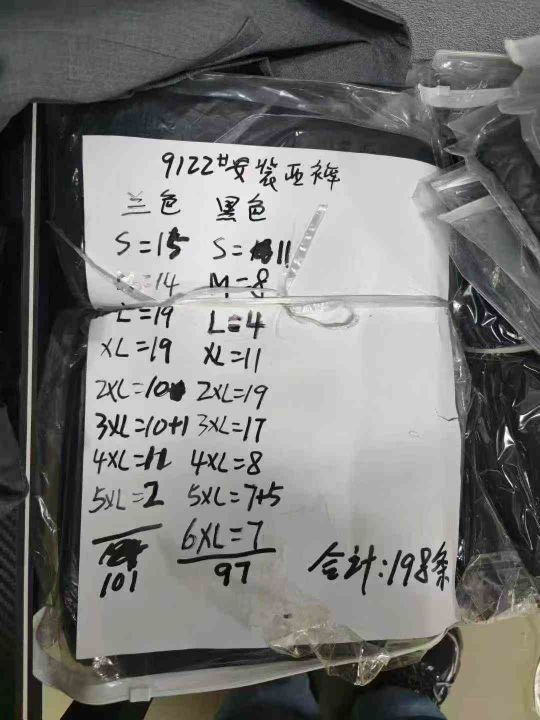 9122#女装西裤
兰色 黑色
S=15 S=11
M=14 M=8
L=19 L=4
XL=19 XL=11
2XL=10 2XL=19
3XL=10+1 3XL=17
4XL=11 4XL=8
5XL=2 5XL=7+5
6XL=7
101 97 合计:198条